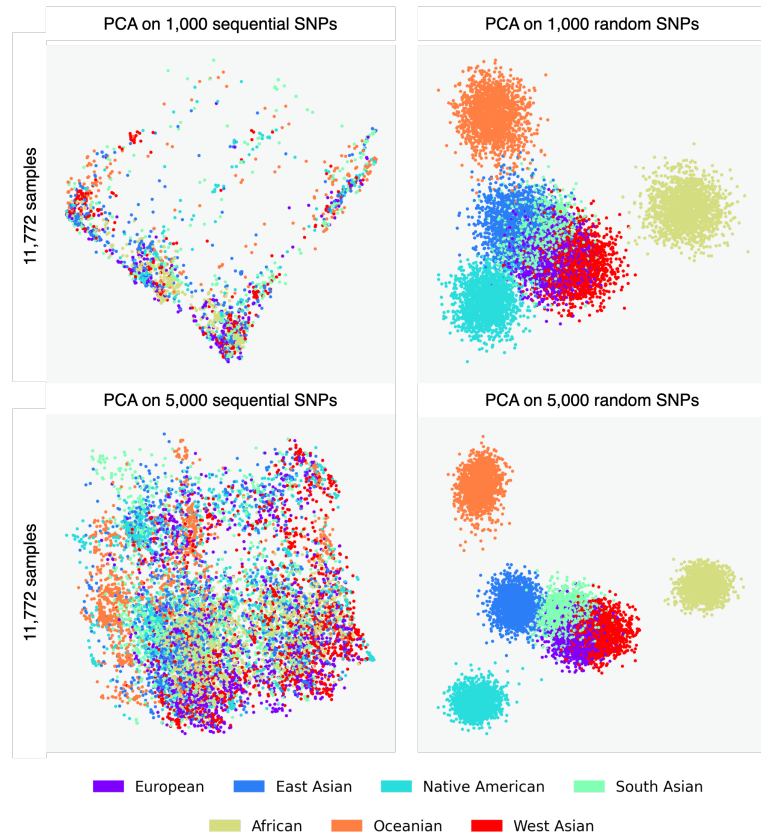 PCA on 1,000 sequential SNPs
PCA on 1,000 random SNPs
11,772 samples
PCA on 5,000 sequential SNPs
PCA on 5,000 random SNPs
11,772 samples
European
East Asian
Native American
South Asian
African
Oceanian
West Asian